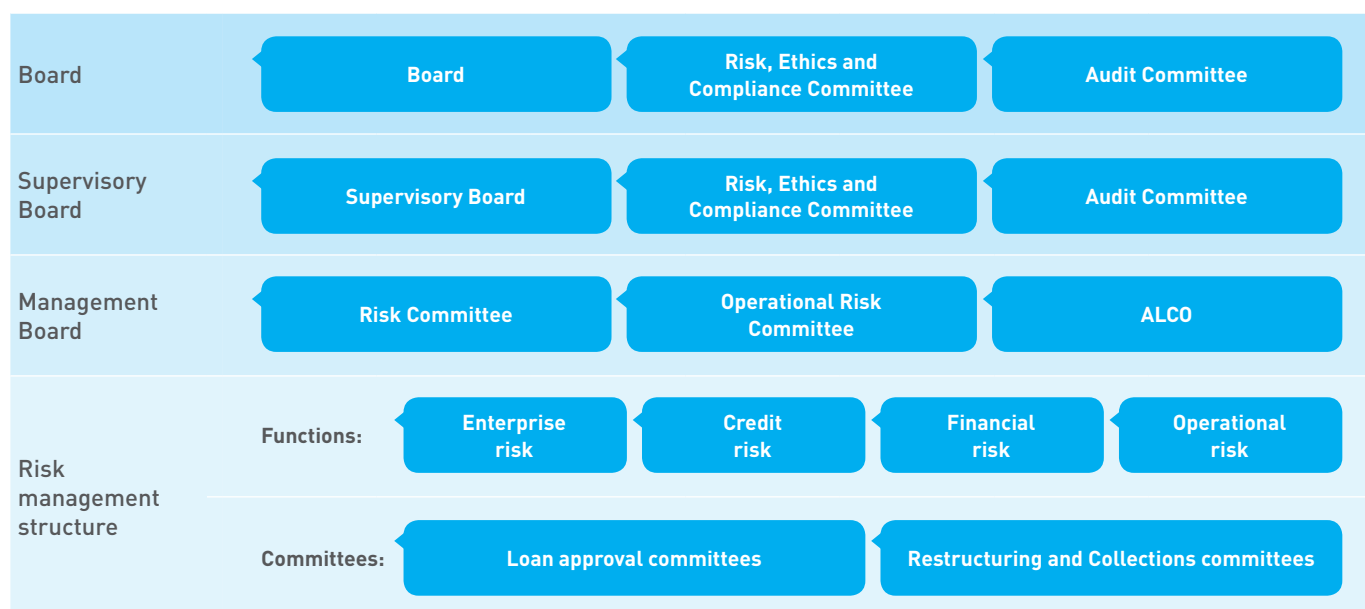 Board
Board
Risk, Ethics and
Compliance Committee
Audit Committee
Supervisory
Board
Supervisory Board
Risk, Ethics and
Compliance Committee
Audit Committee
Management
Board
Risk Committee
Operational Risk
Committee
ALCO
Risk
management
structure
Functions:
Enterprise
risk
Credit
risk
Financial
risk
Operational
risk
Committees:
Loan approval committees
Restructuring and Collections committees